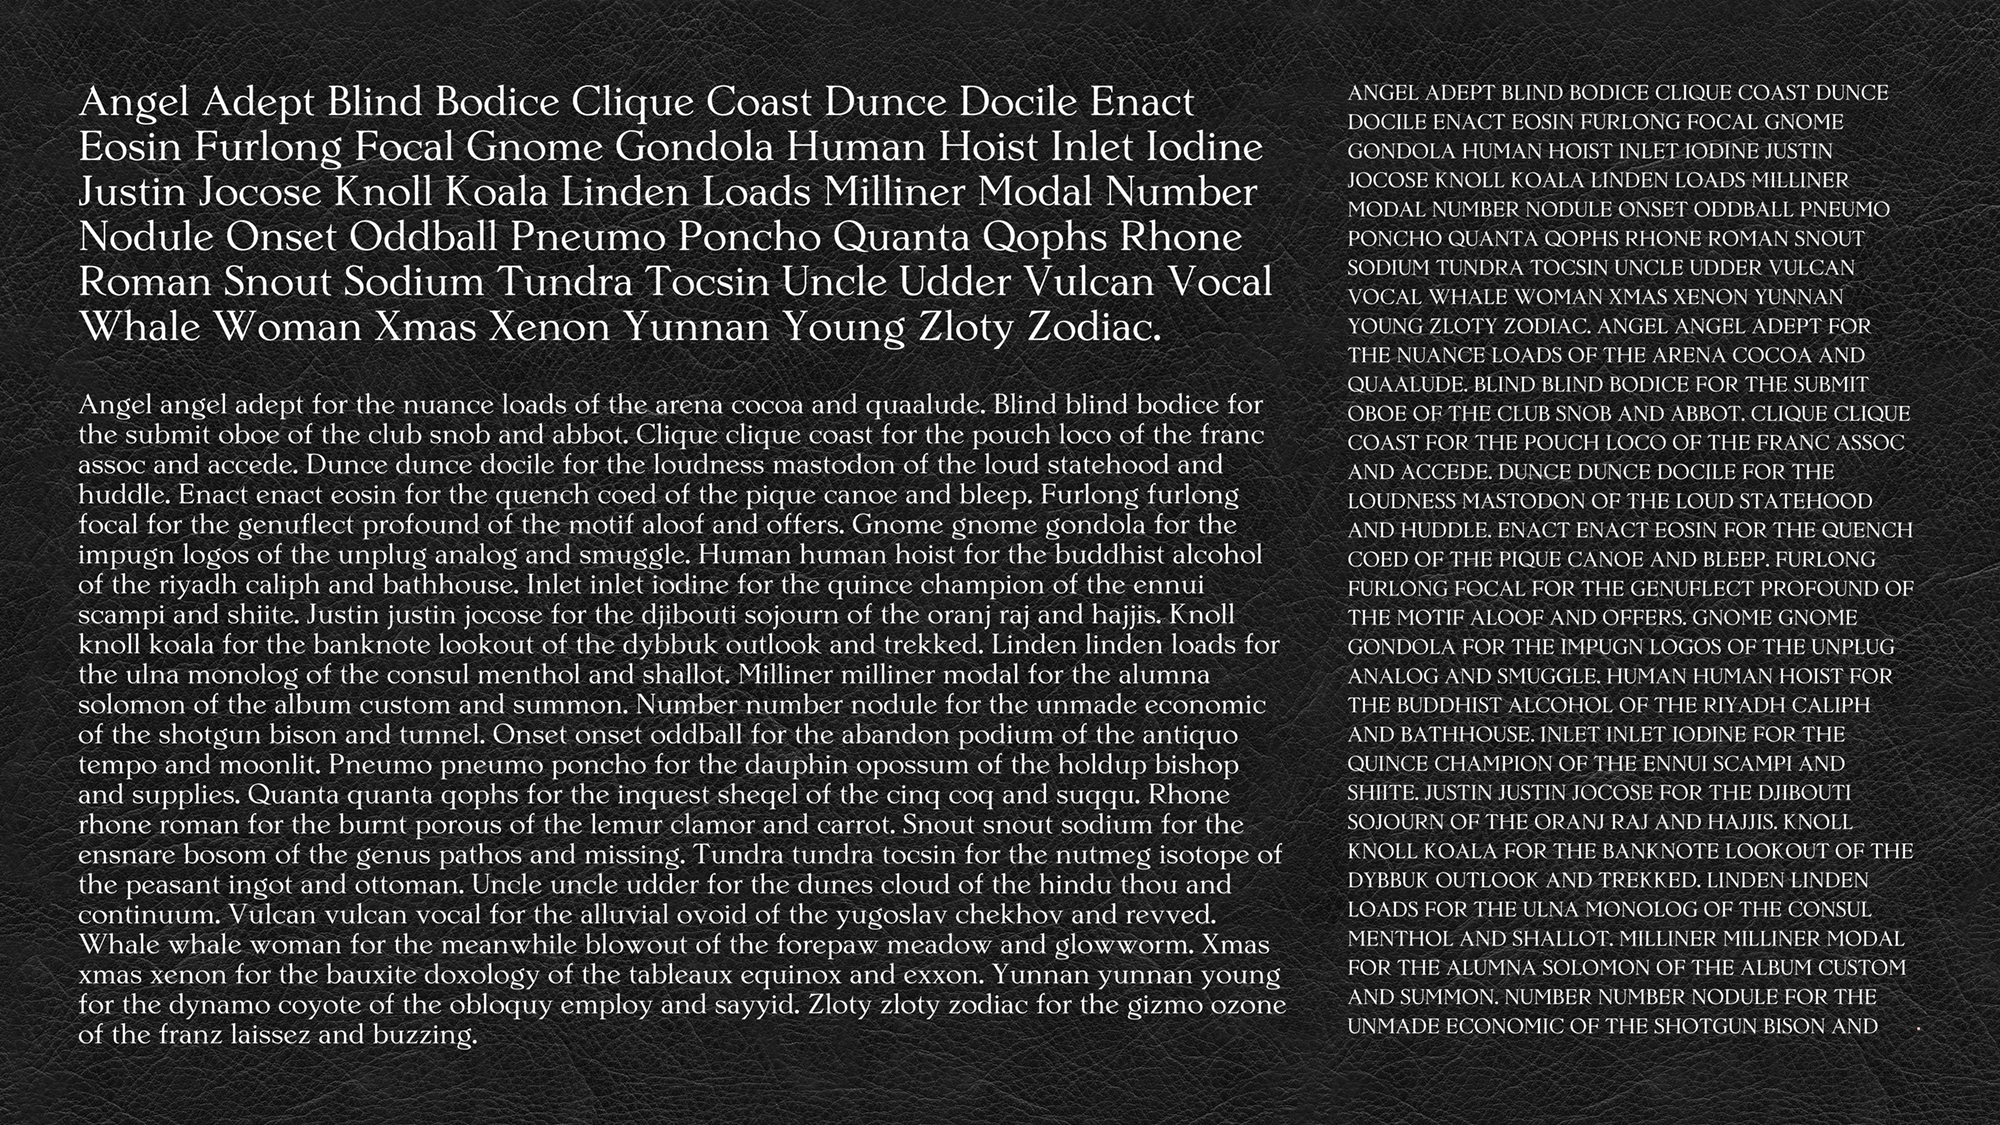 Angel Adept Blind Bodice Clique Coast Dunce Docile Enact
Eosin Furlong Focal Gnome Gondola Human Hoist Inlet Iodine
Justin Jocose Knoll Koala Linden Loads Milliner Modal Number
Nodule Onset Oddball Pneumo Poncho Quanta Qophs Rhone
Roman Snout Sodium Tundra Tocsin Uncle Udder Vulcan Vocal
Whale Woman Xmas Xenon Yunnan Young Zloty Zodiac.
Angel angel adept for the nuance loads of the arena cocoa and quaalude. Blind blind bodice for
the submit oboe of the club snob and abbot. Clique clique coast for the pouch loco of the franc
assoc and accede. Dunce dunce docile for the loudness mastodon of the loud statehood and
huddle. Enact enact eosin for the quench coed of the pique canoe and bleep. Furlong furlong
focal for the genuflect profound of the motif aloof and offers. Gnome gnome gondola for the
impugn logos of the unplug analog and smuggle. Human human hoist for the buddhist alcohol
of the riyadh caliph and bathhouse. Inlet inlet iodine for the quince champion of the ennui
scampi and shiite. Justin justin jocose for the djibouti sojourn of the oranj raj and hajjis. Knoll
knoll koala for the banknote lookout of the dybbuk outlook and trekked. Linden linden loads for
the ulna monolog of the consul menthol and shallot. Milliner milliner modal for the alumna
solomon of the album custom and summon. Number number nodule for the unmade economic
of the shotgun bison and tunnel. Onset onset oddball for the abandon podium of the antiquo
tempo and moonlit. Pneumo pneumo poncho for the dauphin opossum of the holdup bishop
and supplies. Quanta quanta qophs for the inquest sheqel of the cinq coq and suqqu. Rhone
rhone roman for the burnt porous of the lemur clamor and carrot. Snout snout sodium for the
ensnare bosom of the genus pathos and missing. Tundra tundra tocsin for the nutmeg isotope of
the peasant ingot and ottoman. Uncle uncle udder for the dunes cloud of the hindu thou and
continuum. Vulcan vulcan vocal for the alluvial ovoid of the yugoslav chekhov and revved.
Whale whale woman for the meanwhile blowout of the forepaw meadow and glowworm. Xmas
xmas xenon for the bauxite doxology of the tableaux equinox and exxon. Yunnan yunnan young
for the dynamo coyote of the obloquy employ and sayyid. Zloty zloty zodiac for the gizmo ozone
of the franz laissez and buzzing.
ANGEL ADEPT BLIND BODICE CLIQUE COAST DUNCE
DOCILE ENACT EOSIN FURLONG FOCAL GNOME
GONDOLA HUMAN HOIST INLET IODINE JUSTIN
JOCOSE KNOLL KOALA LINDEN LOADS MILLINER
MODAL NUMBER NODULE ONSET ODDBALL PNEUMO
PONCHO QUANTA QOPHS RHONE ROMAN SNOUT
SODIUM TUNDRA TOCSIN UNCLE UDDER VULCAN
VOCAL WHALE WOMAN XMAS XENON YUNNAN
YOUNG ZLOTY ZODIAC. ANGEL ANGEL ADEPT FOR
THE NUANCE LOADS OF THE ARENA COCOA AND
QUAALUDE. BLIND BLIND BODICE FOR THE SUBMIT
OBOE OF THE CLUB SNOB AND ABBOT. CLIQUE CLIQUE
COAST FOR THE POUCH LOCO OF THE FRANC ASSOC
AND ACCEDE. DUNCE DUNCE DOCILE FOR THE
LOUDNESS MASTODON OF THE LOUD STATEHOOD
AND HUDDLE. ENACT ENACT EOSIN FOR THE QUENCH
COED OF THE PIQUE CANOE AND BLEEP. FURLONG
FURLONG FOCAL FOR THE GENUFLECT PROFOUND OF
THE MOTIF ALOOF AND OFFERS. GNOME GNOME
GONDOLA FOR THE IMPUGN LOGOS OF THE UNPLUG
ANALOG AND SMUGGLE. HUMAN HUMAN HOIST FOR
THE BUDDHIST ALCOHOL OF THE RIYADH CALIPH
AND BATHHOUSE. INLET INLET IODINE FOR THE
QUINCE CHAMPION OF THE ENNUI SCAMPI AND
SHIITE. JUSTIN JUSTIN JOCOSE FOR THE DJIBOUTI
SOJOURN OF THE ORANJ RAJ AND HAJJIS. KNOLL
KNOLL KOALA FOR THE BANKNOTE LOOKOUT OF THE
DYBBUK OUTLOOK AND TREKKED. LINDEN LINDEN
LOADS FOR THE ULNA MONOLOG OF THE CONSUL
MENTHOL AND SHALLOT. MILLINER MILLINER MODAL
FOR THE ALUMNA SOLOMON OF THE ALBUM CUSTOM
AND SUMMON. NUMBER NUMBER NODULE FOR THE
UNMADE ECONOMIC OF THE SHOTGUN BISON AND .